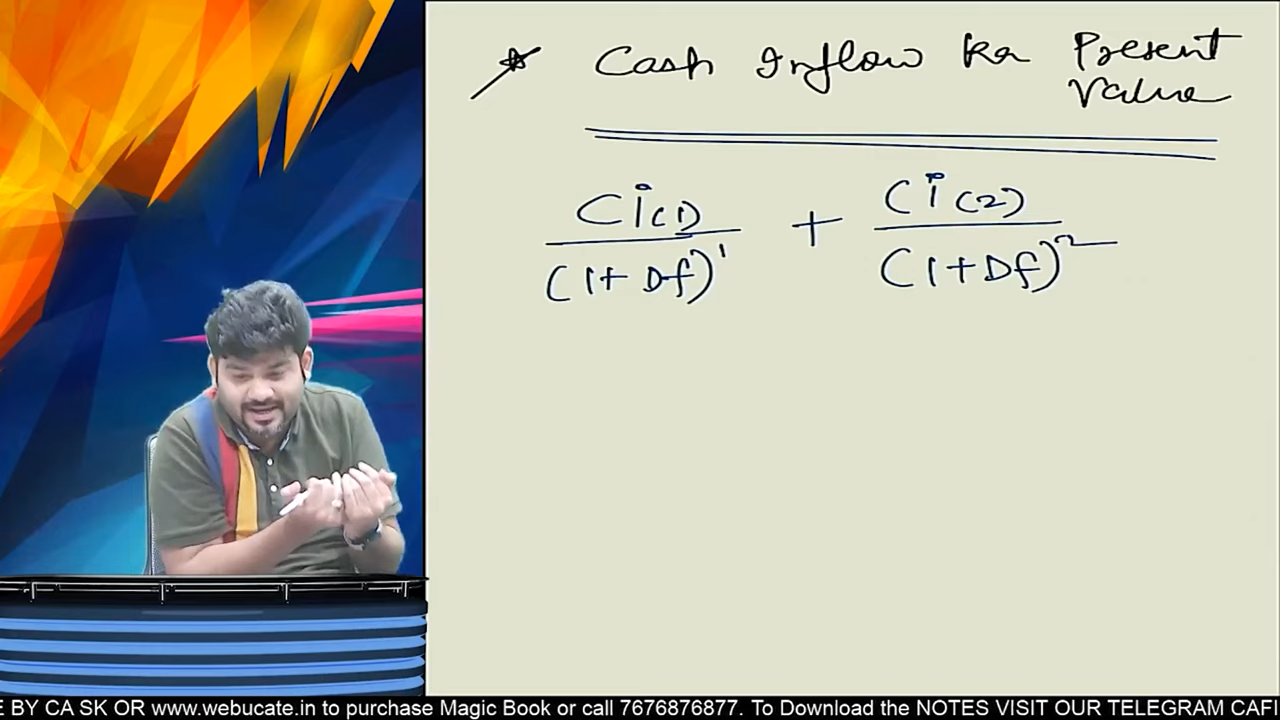 * Cash Inflow ka Present
Value
Ci(1) + Ci(2)
(1+Df)¹ (1+Df)²
E BY CA SK OR www.webucate.in to purchase Magic Book or call 7676876877. To Download the NOTES VISIT OUR TELEGRAM CAFI